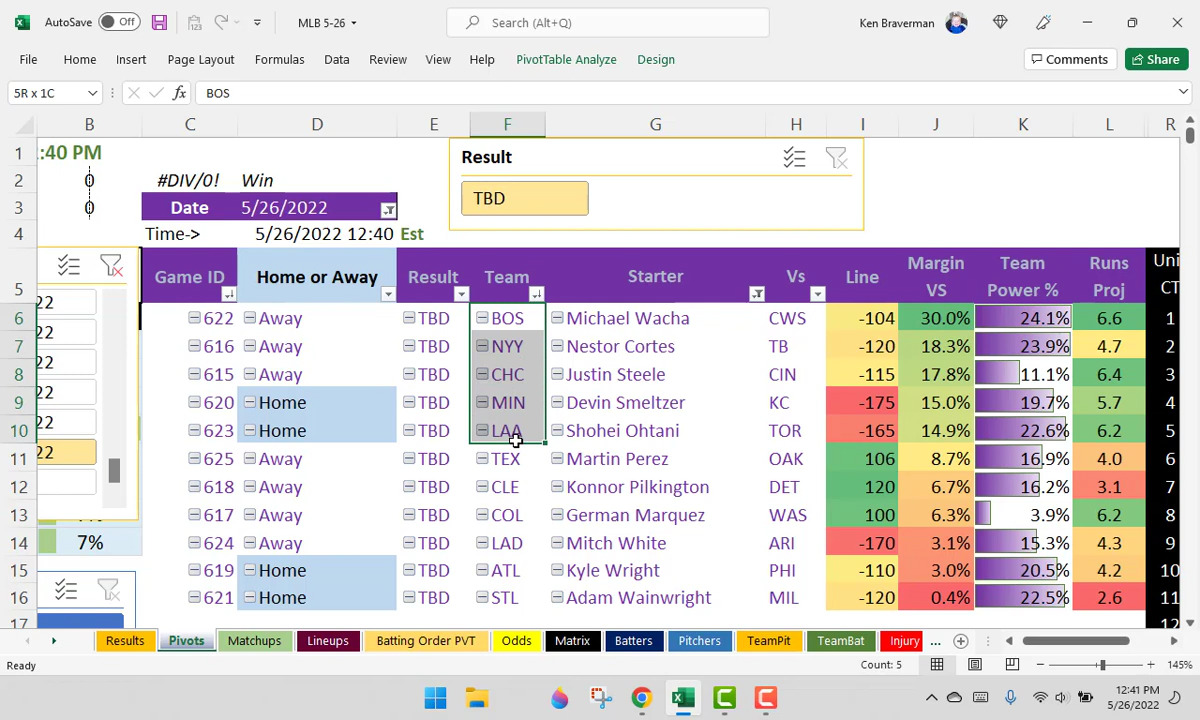 AutoSave Off MLB 5-26 Search (Alt+Q) Ken Braverman
File Home Insert Page Layout Formulas Data Review View Help PivotTable Analyze Design Comments Share
5R x 1C fx BOS
B C D E F G H I J K L R
1 :40 PM Result
2 0 #DIV/0! Win
3 0 Date 5/26/2022 TBD
4 Time-> 5/26/2022 12:40 Est
5 Game ID Home or Away Result Team Starter Vs Line Margin VS Team Power % Runs Proj Uni CT
6 22 622 Away TBD BOS Michael Wacha CWS -104 30.0% 24.1% 6.6 1
7 22 616 Away TBD NYY Nestor Cortes TB -120 18.3% 23.9% 4.7 2
8 22 615 Away TBD CHC Justin Steele CIN -115 17.8% 11.1% 6.4 3
9 22 620 Home TBD MIN Devin Smeltzer KC -175 15.0% 19.7% 5.7 4
10 22 623 Home TBD LAA Shohei Ohtani TOR -165 14.9% 22.6% 6.2 5
11 22 625 Away TBD TEX Martin Perez OAK 106 8.7% 16.9% 4.0 6
12 618 Away TBD CLE Konnor Pilkington DET 120 6.7% 16.2% 3.1 7
13 617 Away TBD COL German Marquez WAS 100 6.3% 3.9% 6.2 8
14 7% 624 Away TBD LAD Mitch White ARI -170 3.1% 15.3% 4.3 9
15 619 Home TBD ATL Kyle Wright PHI -110 3.0% 20.5% 4.2 10
16 621 Home TBD STL Adam Wainwright MIL -120 0.4% 22.5% 2.6 11
17 12
Results Pivots Matchups Lineups Batting Order PVT Odds Matrix Batters Pitchers TeamPit TeamBat Injury ...
Ready Count: 5 145%
12:41 PM
5/26/2022